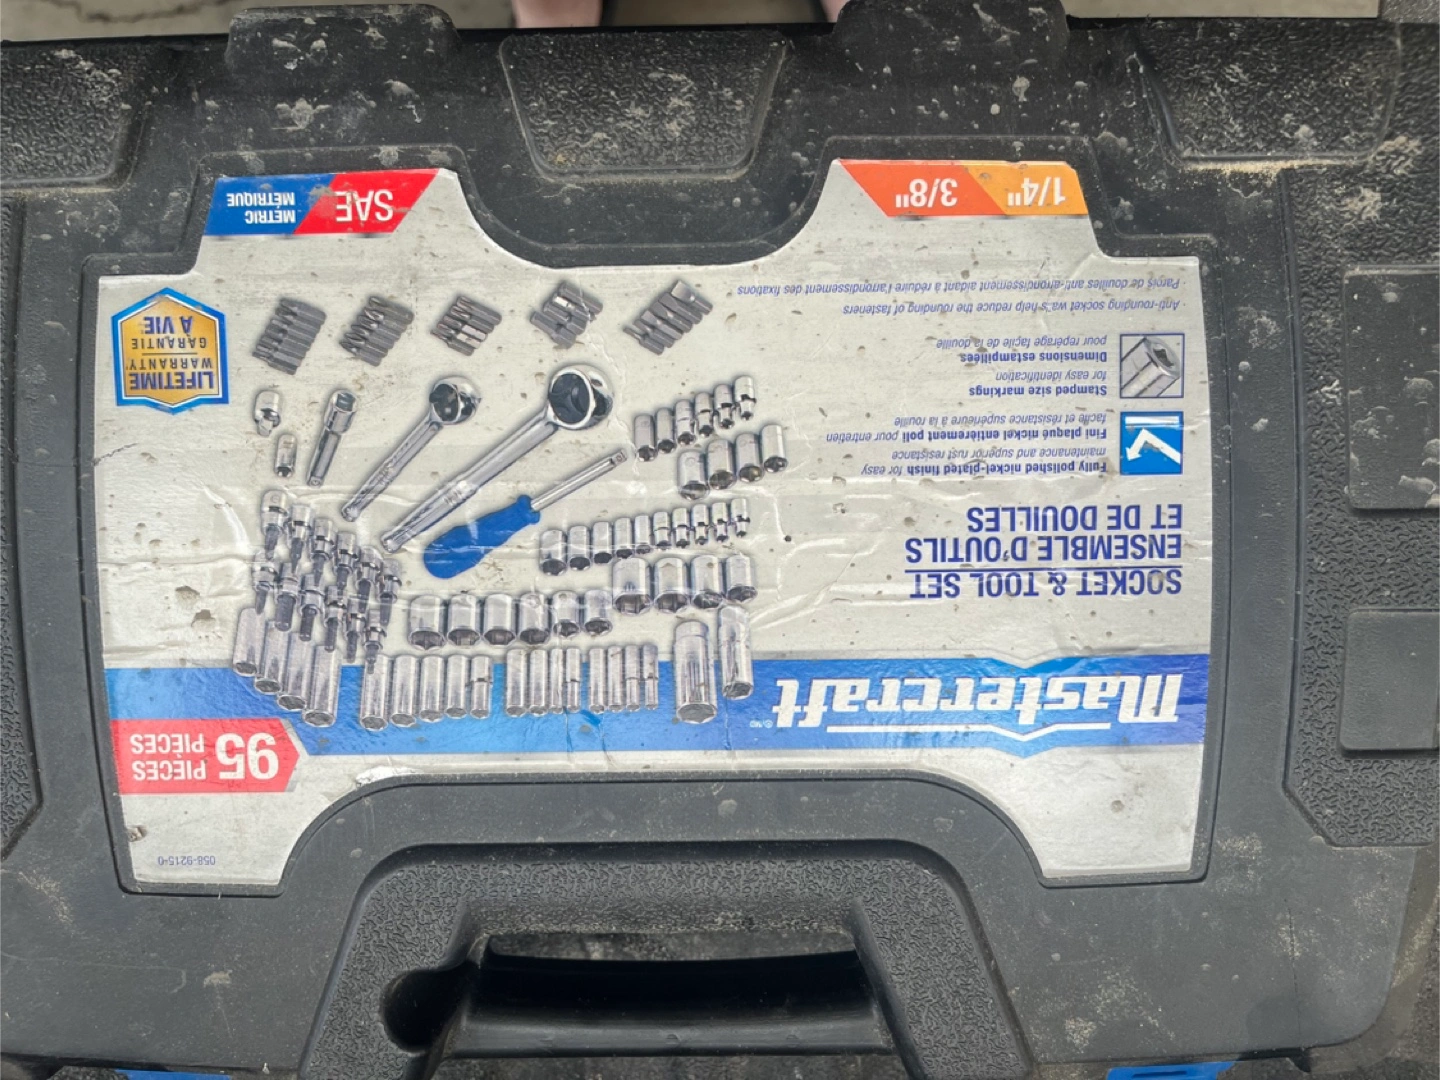 Mastercraft
®/MD
95 PIECES
PIÈCES
SOCKET & TOOL SET
ENSEMBLE D'OUTILS
ET DE DOUILLES
Fully polished nickel-plated finish for easy
maintenance and superior rust resistance
Fini plaqué nickel entièrement poli pour entretien
facile et résistance supérieure à la rouille
Stamped size markings
for easy identification
Dimensions estampillées
pour repérage facile de la douille
Anti-rounding socket walls help reduce the rounding of fasteners
Parois de douilles anti-arrondissement aidant à réduire l'arrondissement des fixations
1/4"
3/8"
SAE
METRIC
MÉTRIQUE
LIFETIME
WARRANTY
GARANTIE
À VIE
058-9215-0